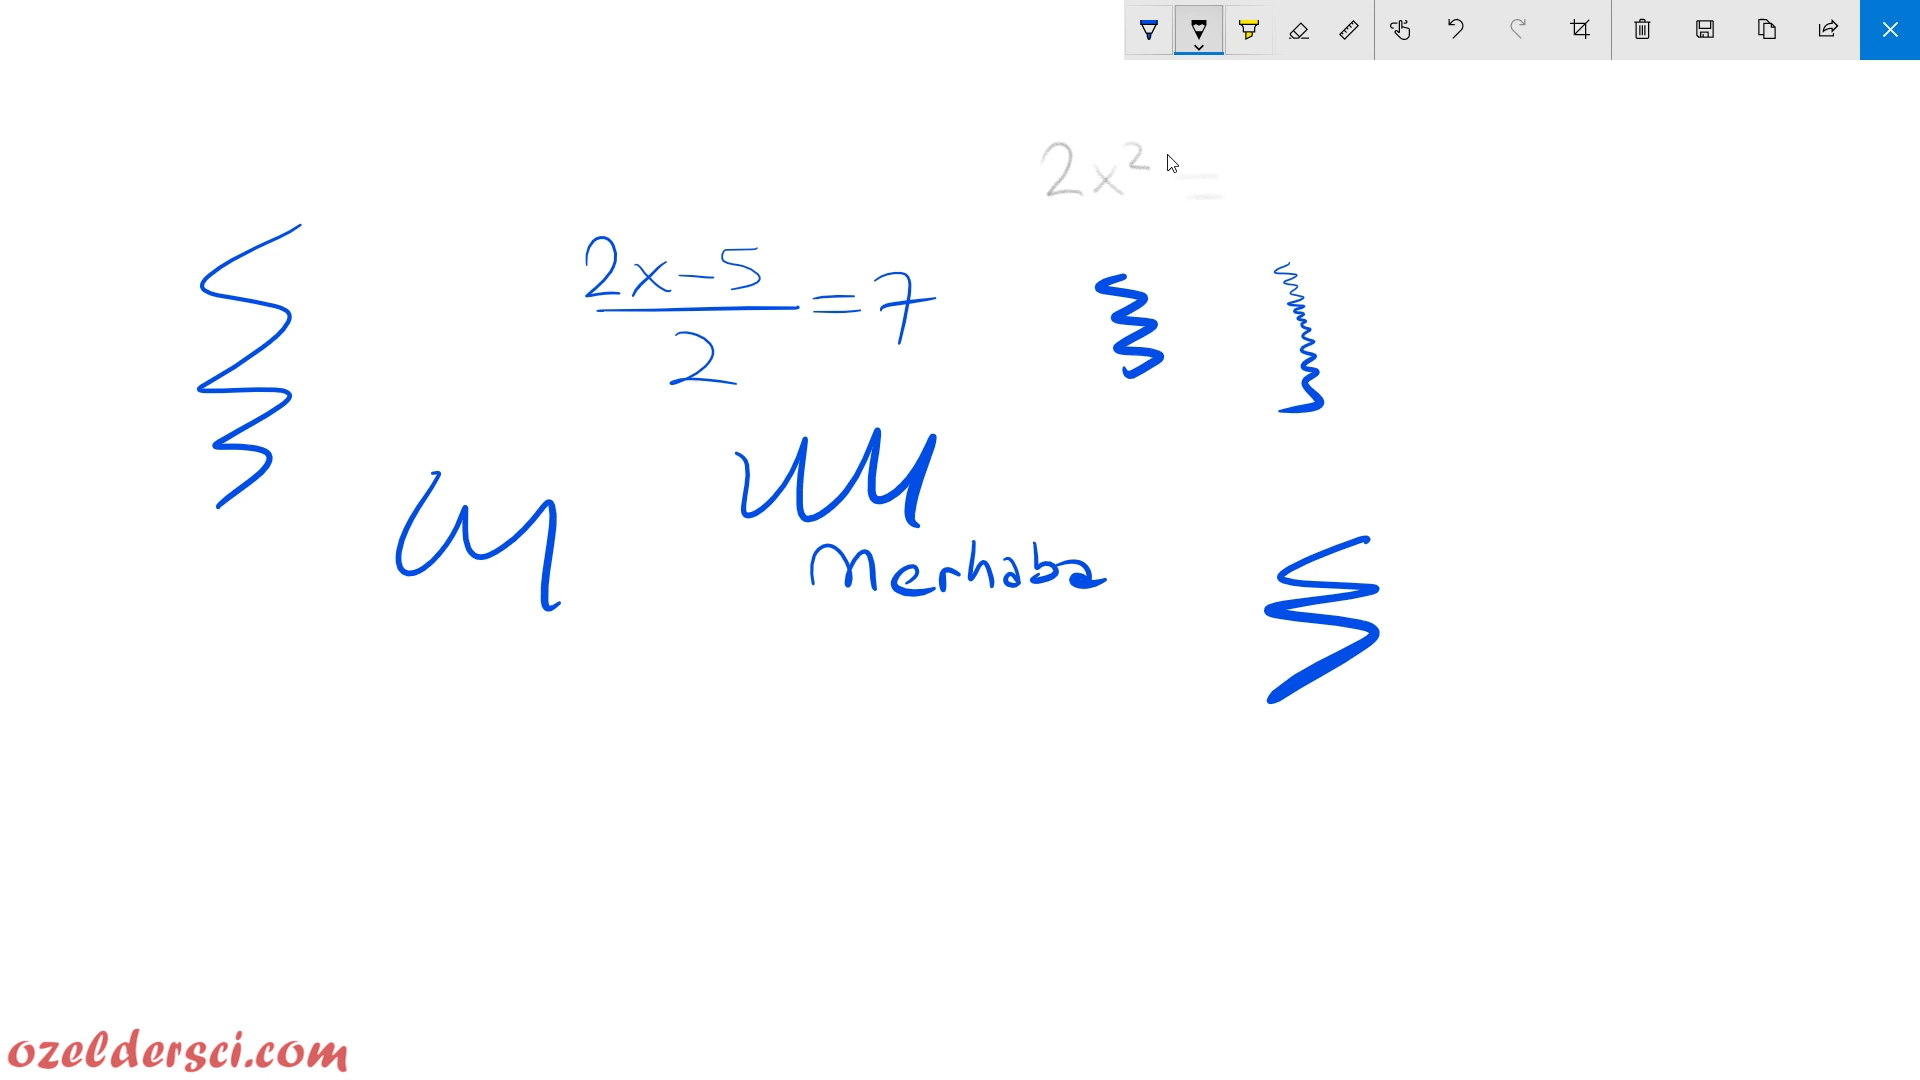 2x² =
2x-5
= 7
2
Merhaba
ozeldersci.com